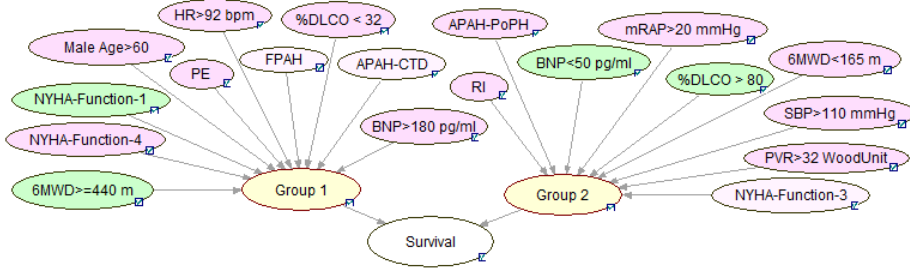 HR>92 bpm
%DLCO < 32
APAH-PoPH
mRAP>20 mmHg
Male Age>60
FPAH
APAH-CTD
BNP<50 pg/ml
6MWD<165 m
PE
RI
%DLCO > 80
NYHA-Function-1
BNP>180 pg/ml
SBP>110 mmHg
NYHA-Function-4
PVR>32 WoodUnit
6MWD>=440 m
Group 1
Group 2
NYHA-Function-3
Survival